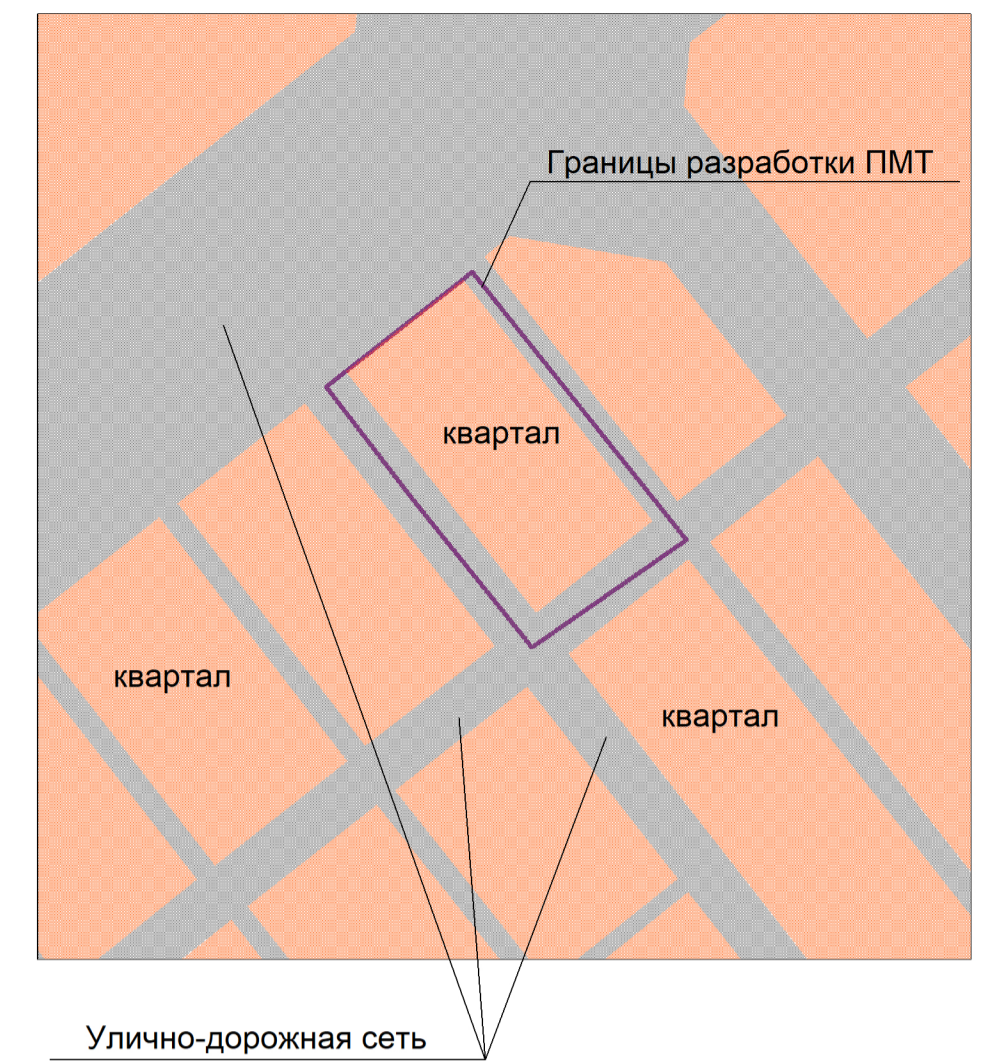 Границы разработки ПМТ
квартал
квартал
квартал
Улично-дорожная сеть